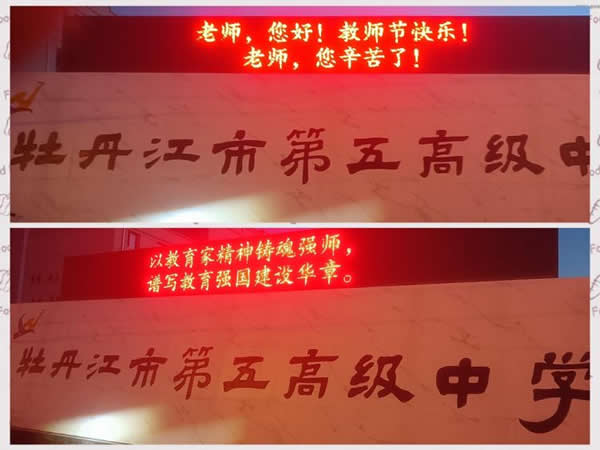 老师，您好！教师节快乐！
老师，您辛苦了！
牡丹江市第五高级中
以教育家精神铸魂强师，
谱写教育强国建设华章。
牡丹江市第五高级中学